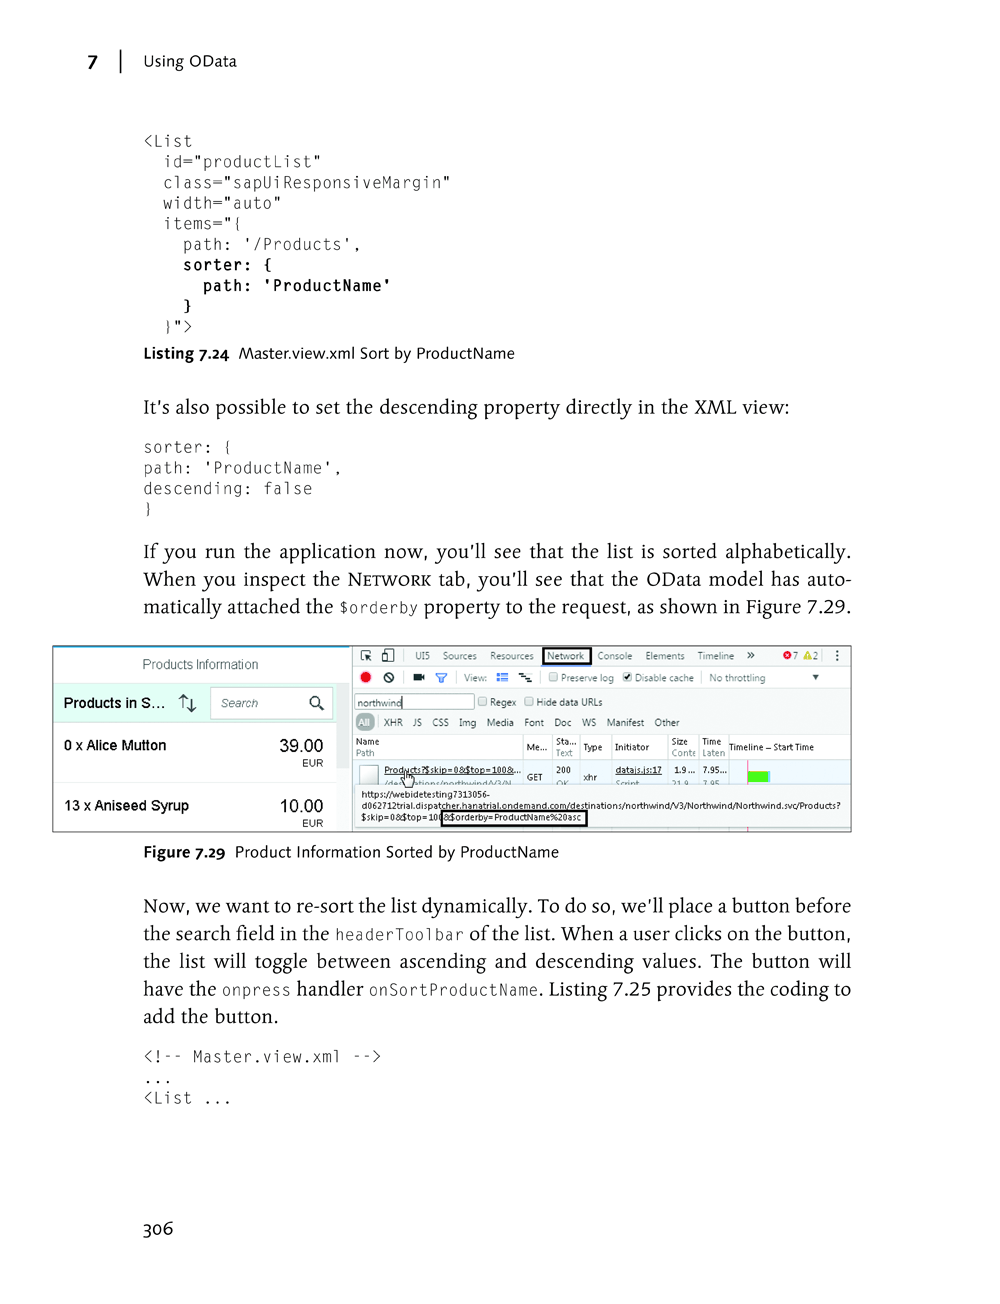 7 Using OData
<List
id="productList"
class="sapUiResponsiveMargin"
width="auto"
items="{
path: '/Products',
sorter: {
path: 'ProductName'
}
}">
Listing 7.24 Master.view.xml Sort by ProductName
It's also possible to set the descending property directly in the XML view:
sorter: {
path: 'ProductName',
descending: false
}
If you run the application now, you'll see that the list is sorted alphabetically.
When you inspect the NETWORK tab, you'll see that the OData model has auto-
matically attached the $orderby property to the request, as shown in Figure 7.29.
Products Information
Products in S... Search
0 x Alice Mutton 39.00
EUR
13 x Aniseed Syrup 10.00
EUR
UI5 Sources Resources Network Console Elements Timeline » 7 2
View: Preserve log Disable cache No throttling
northwind Regex Hide data URLs
All XHR JS CSS Img Media Font Doc WS Manifest Other
Name Me... Sta... Type Initiator Size Time Timeline – Start Time
Path Text Conte Laten
Products?$skip=0&$top=100&... GET 200 xhr datajs.js:17 1.9... 7.95...
https://webidetesting7313056-
d062712trial.dispatcher.hanatrial.ondemand.com/destinations/northwind/V3/Northwind/Northwind.svc/Products?
$skip=0&$top=100&$orderby=ProductName%20asc
Figure 7.29 Product Information Sorted by ProductName
Now, we want to re-sort the list dynamically. To do so, we'll place a button before
the search field in the headerToolbar of the list. When a user clicks on the button,
the list will toggle between ascending and descending values. The button will
have the onpress handler onSortProductName. Listing 7.25 provides the coding to
add the button.
<!-- Master.view.xml -->
...
<List ...
306